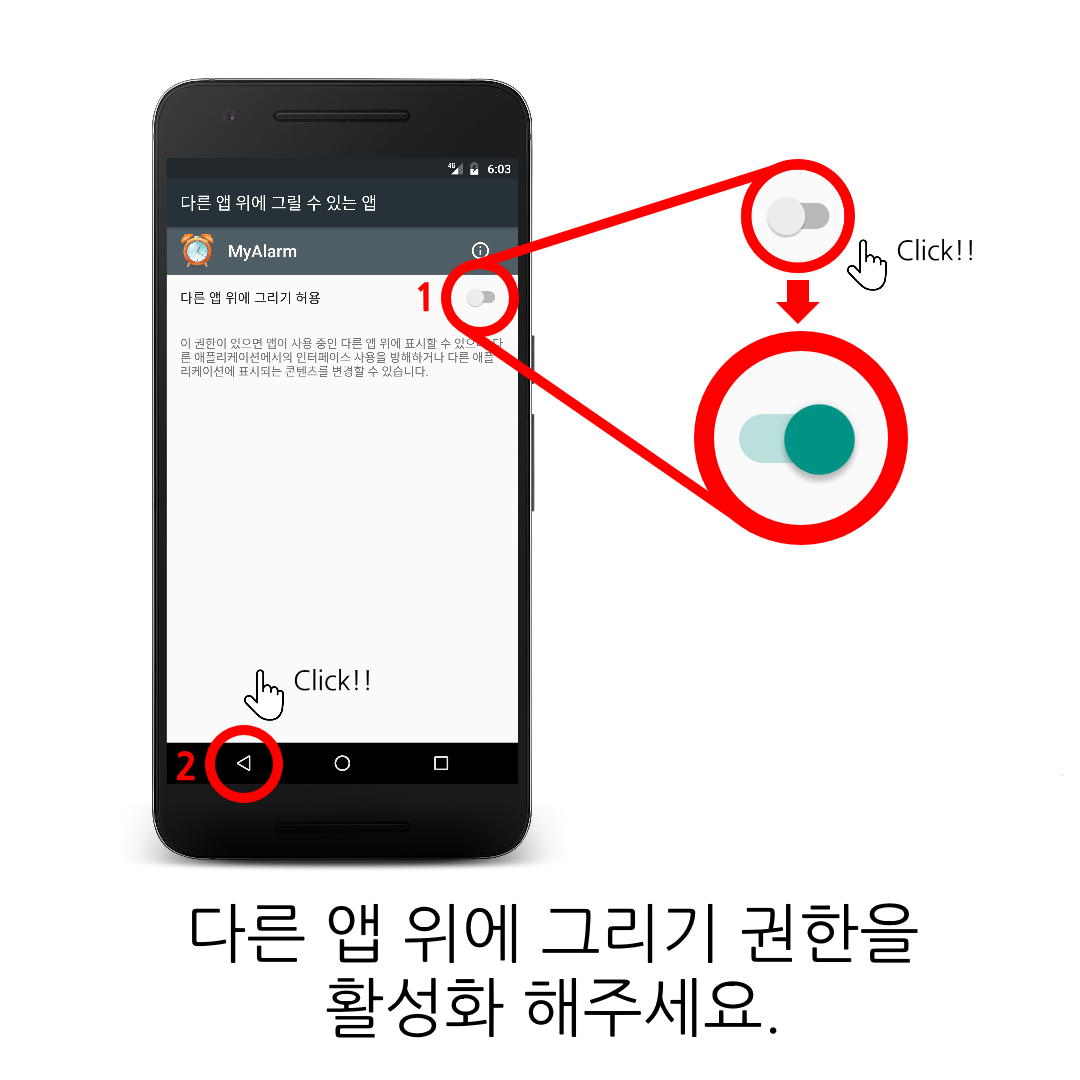 4G 6:03
다른 앱 위에 그릴 수 있는 앱
MyAlarm
다른 앱 위에 그리기 허용
1
이 권한이 있으면 앱이 사용 중인 다른 앱 위에 표시할 수 있으며 다
른 애플리케이션에서의 인터페이스 사용을 방해하거나 다른 애플
리케이션에 표시되는 콘텐츠를 변경할 수 있습니다.
Click!!
Click!!
2
다른 앱 위에 그리기 권한을
활성화 해주세요.